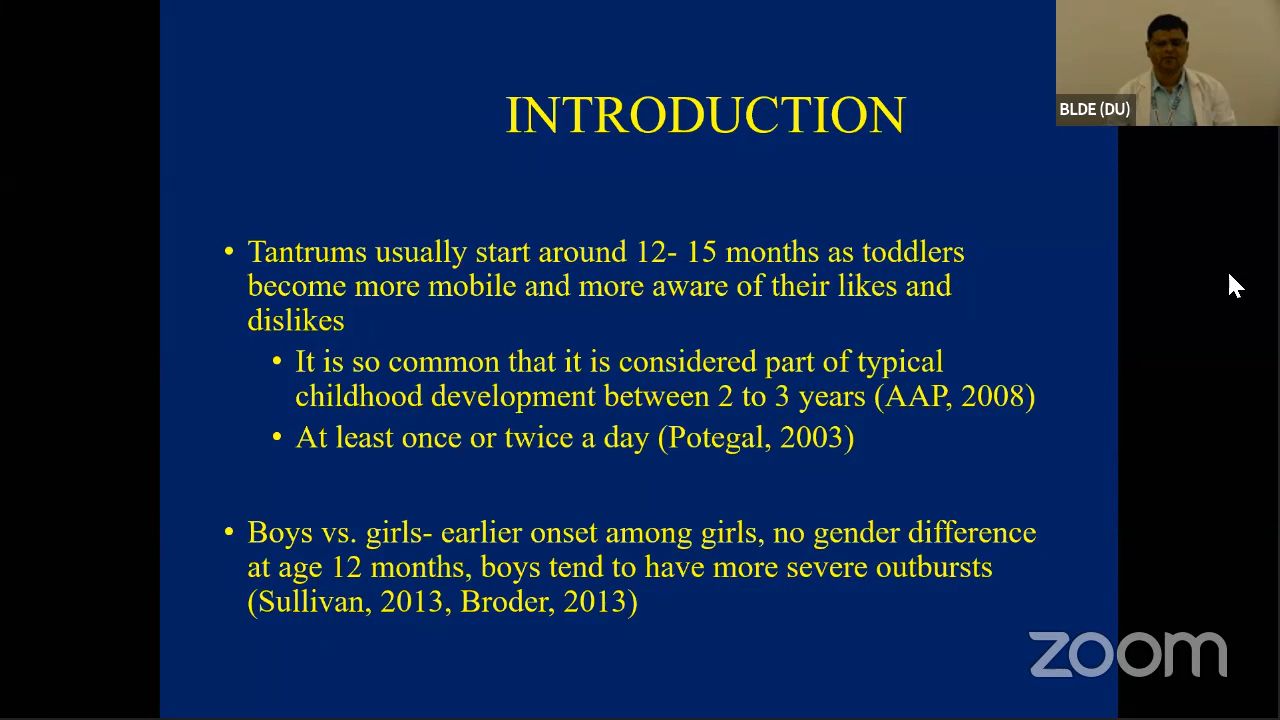 BLDE (DU)
INTRODUCTION
• Tantrums usually start around 12- 15 months as toddlers
become more mobile and more aware of their likes and
dislikes
• It is so common that it is considered part of typical
childhood development between 2 to 3 years (AAP, 2008)
• At least once or twice a day (Potegal, 2003)
• Boys vs. girls- earlier onset among girls, no gender difference
at age 12 months, boys tend to have more severe outbursts
(Sullivan, 2013, Broder, 2013)
zoom